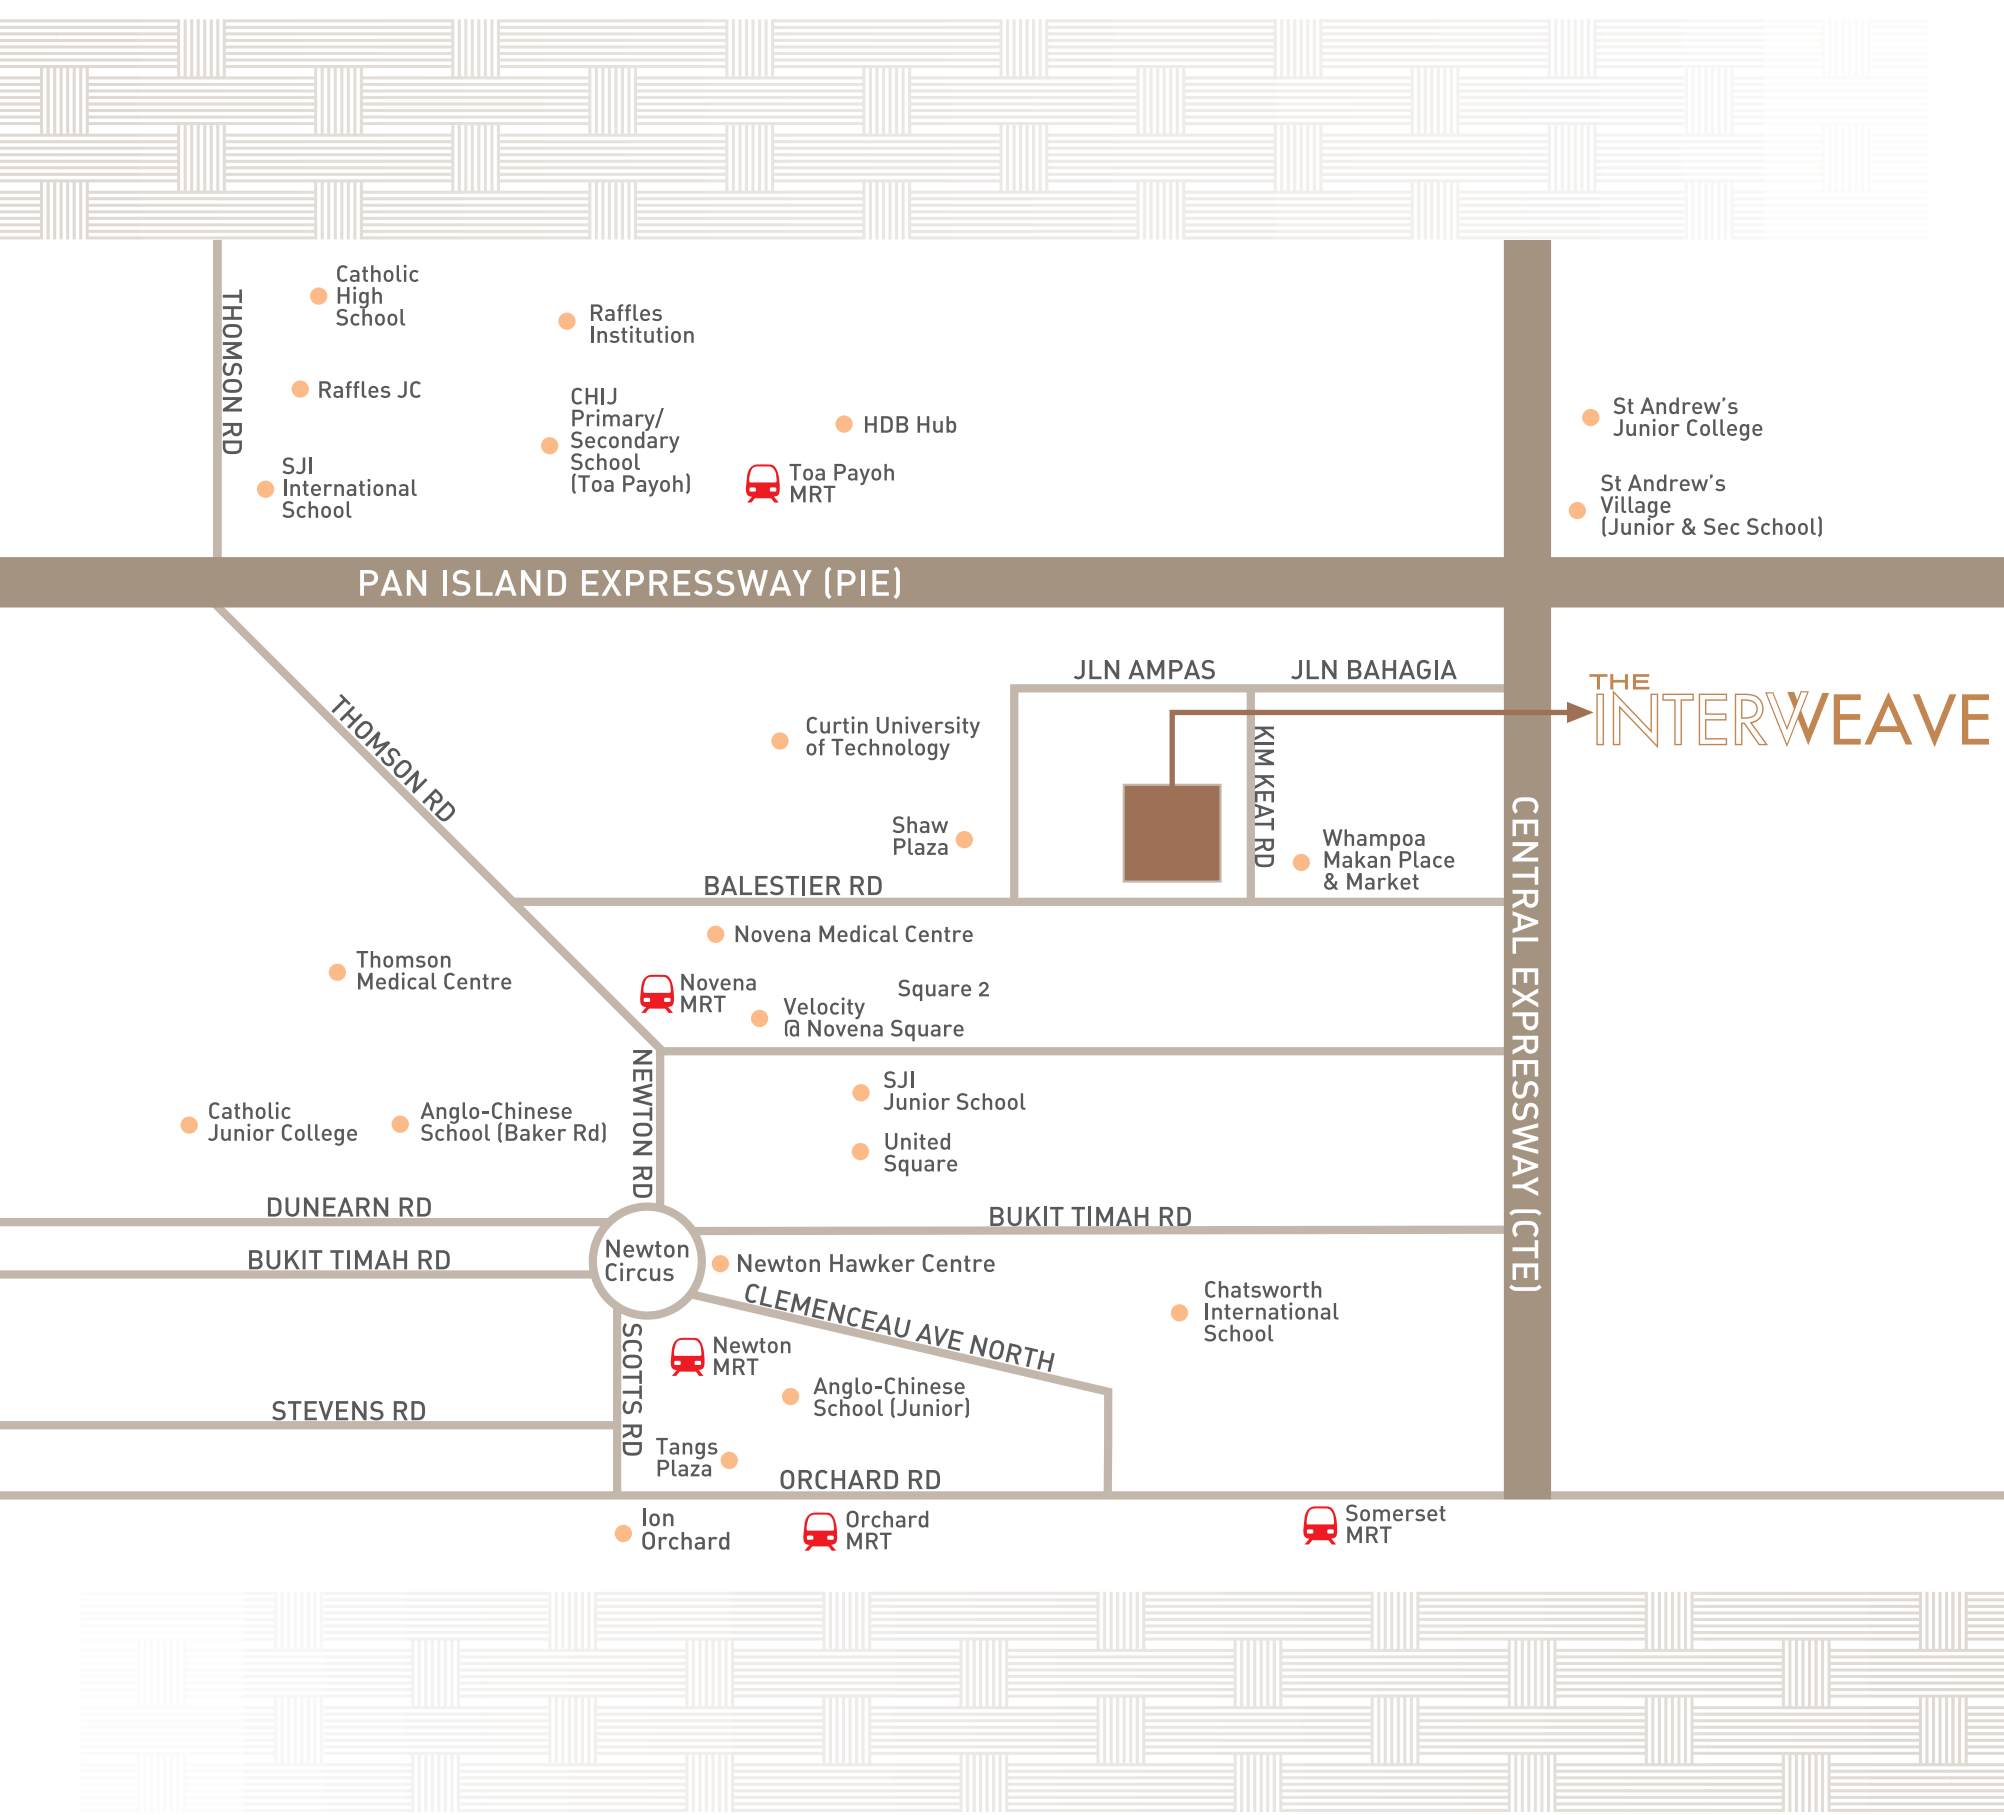 THOMSON RD
Catholic
High
School
Raffles
Institution
Raffles JC
CHIJ
Primary/
Secondary
School
(Toa Payoh)
HDB Hub
SJI
International
School
Toa Payoh
MRT
St Andrew's
Junior College
St Andrew's
Village
(Junior & Sec School)
PAN ISLAND EXPRESSWAY (PIE)
JLN AMPAS
JLN BAHAGIA
THE
INTERWEAVE
THOMSON RD
Curtin University
of Technology
KIM KEAT RD
Shaw
Plaza
Whampoa
Makan Place
& Market
CENTRAL EXPRESSWAY (CTE)
BALESTIER RD
Novena Medical Centre
Thomson
Medical Centre
Novena
MRT
Square 2
Velocity
@ Novena Square
NEWTON RD
SJI
Junior School
Catholic
Junior College
Anglo-Chinese
School (Baker Rd)
United
Square
DUNEARN RD
BUKIT TIMAH RD
BUKIT TIMAH RD
Newton
Circus
Newton Hawker Centre
CLEMENCEAU AVE NORTH
Chatsworth
International
School
SCOTTS RD
Newton
MRT
Anglo-Chinese
School (Junior)
STEVENS RD
Tangs
Plaza
ORCHARD RD
Ion
Orchard
Orchard
MRT
Somerset
MRT